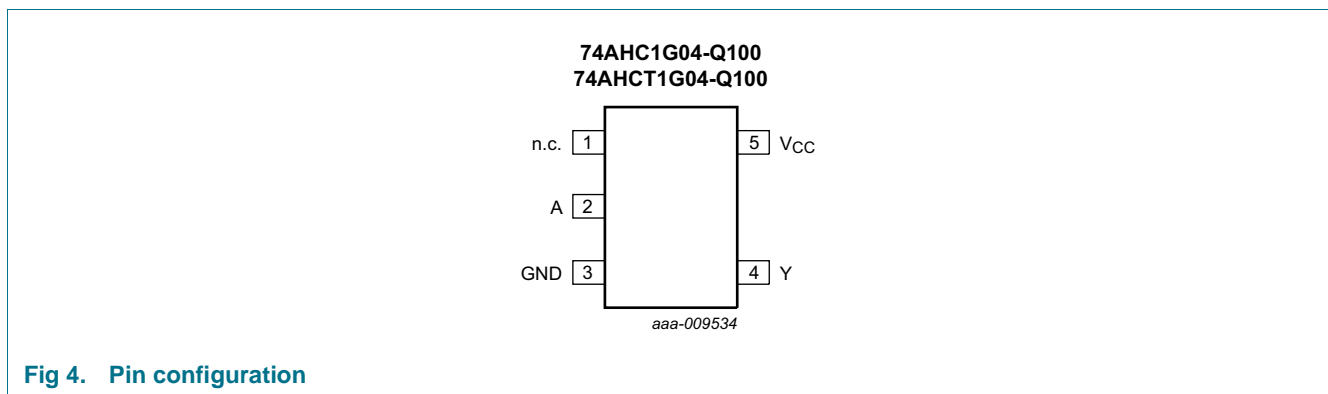 74AHC1G04-Q100
74AHCT1G04-Q100
n.c. 1 5 VCC
A 2
GND 3 4 Y
aaa-009534
Fig 4. Pin configuration